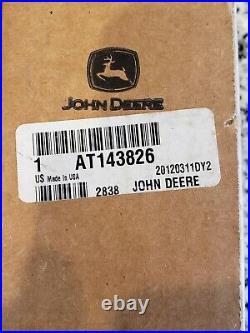 JOHN DEERE
1 AT143826
US Made in USA 20120311DY2
2838 JOHN DEERE